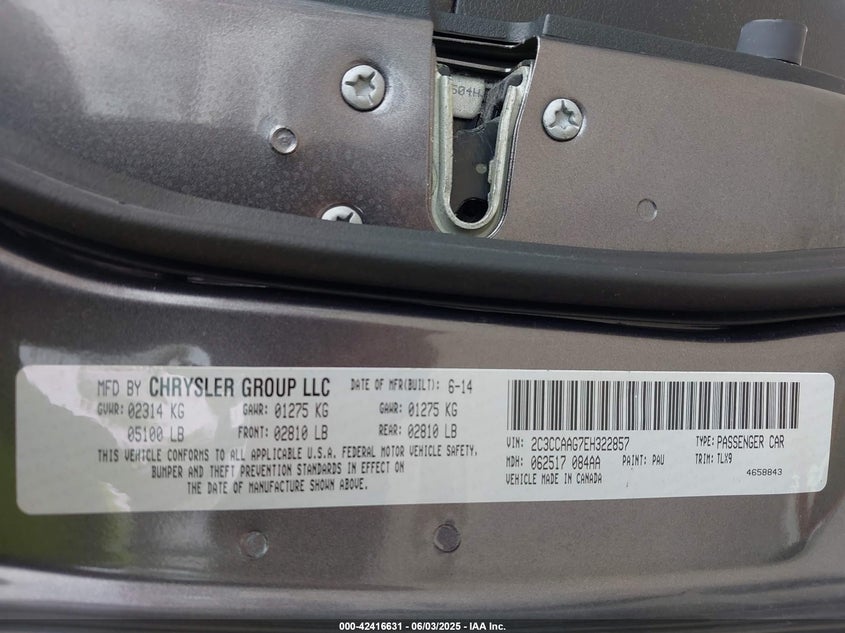 504H
MFD BY CHRYSLER GROUP LLC DATE OF MFR(BUILT): 6-14
GVWR: 02314 KG GAWR: 01275 KG GAWR: 01275 KG
05100 LB FRONT: 02810 LB REAR: 02810 LB
THIS VEHICLE CONFORMS TO ALL APPLICABLE U.S.A. FEDERAL MOTOR VEHICLE SAFETY,
BUMPER AND THEFT PREVENTION STANDARDS IN EFFECT ON
THE DATE OF MANUFACTURE SHOWN ABOVE.
VIN: 2C3CCAAG7EH322857 TYPE: PASSENGER CAR
MDH: 062517 084AA PAINT: PAU TRIM: TLX9
VEHICLE MADE IN CANADA 4658843
000-42416631 - 06/03/2025 - IAA Inc.